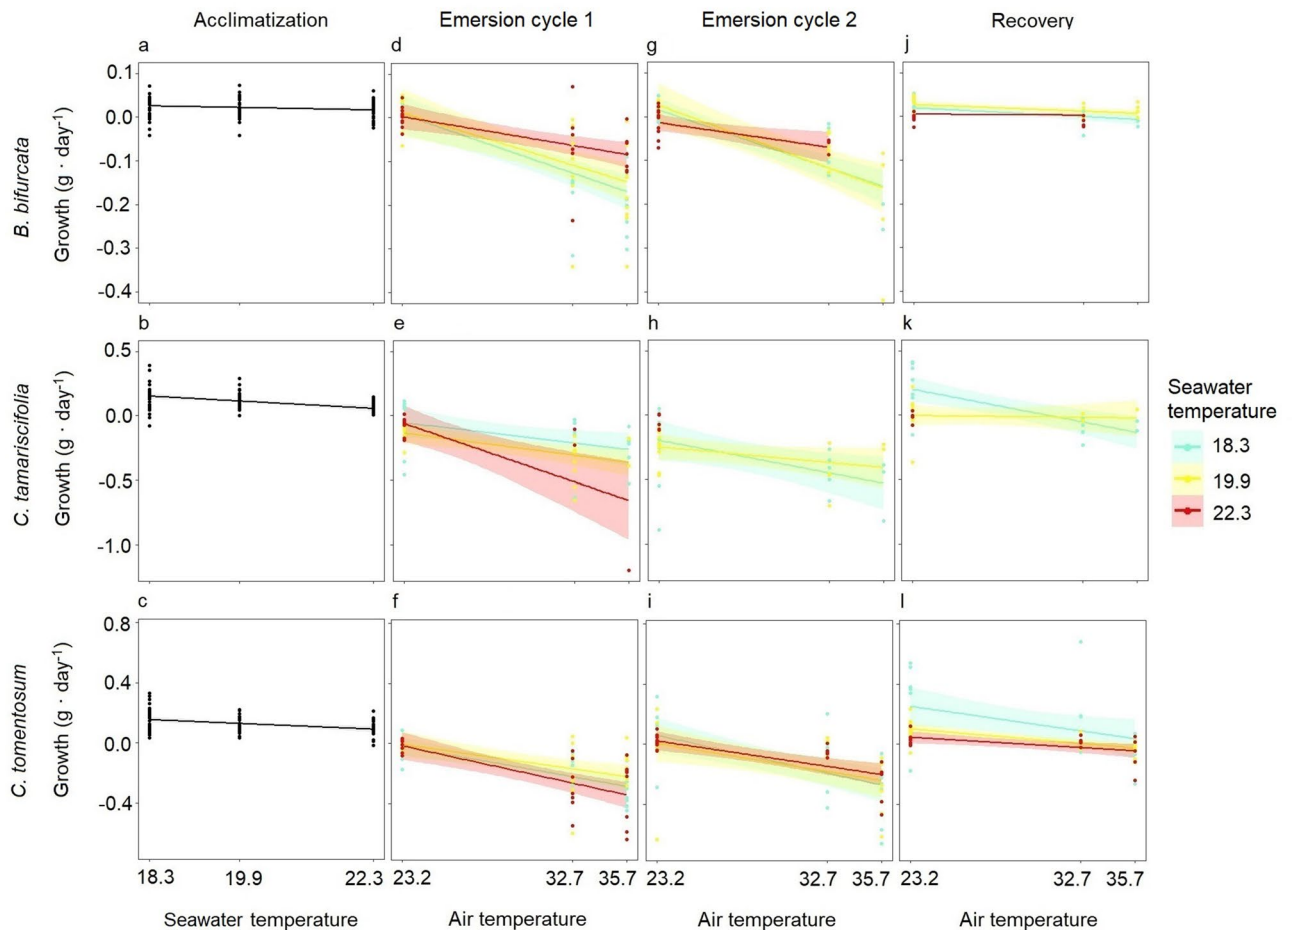 Acclimatization Emersion cycle 1 Emersion cycle 2 Recovery
a d g j
0.1
0.0
-0.1
-0.2
-0.3
-0.4
B. bifurcata
Growth (g · day-1)
b e h k
0.5
0.0
-0.5
-1.0
C. tamariscifolia
Growth (g · day-1)
Seawater
temperature
18.3
19.9
22.3
c f i l
0.8
0.4
0.0
-0.4
C. tomentosum
Growth (g · day-1)
18.3 19.9 22.3 23.2 32.7 35.7 23.2 32.7 35.7 23.2 32.7 35.7
Seawater temperature Air temperature Air temperature Air temperature